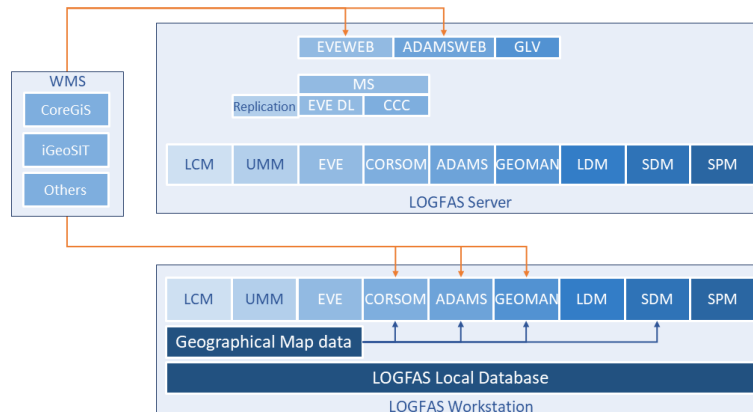 EVEWEB ADAMSWEB GLV
WMS
CoreGiS
iGeoSIT
Others
MS
Replication EVE DL CCC
LCM UMM EVE CORSOM ADAMS GEOMAN LDM SDM SPM
LOGFAS Server
LCM UMM EVE CORSOM ADAMS GEOMAN LDM SDM SPM
Geographical Map data
LOGFAS Local Database
LOGFAS Workstation